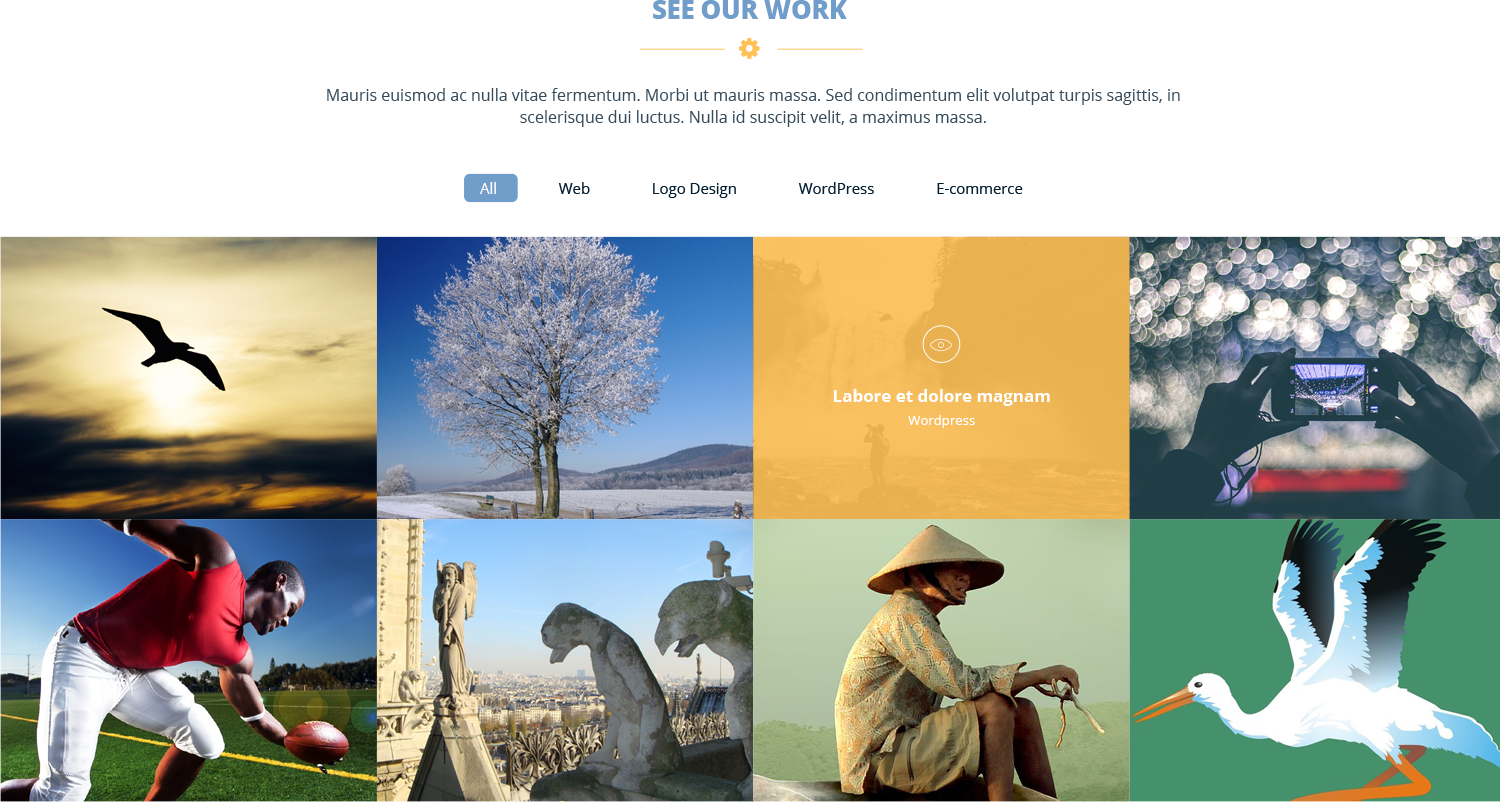 SEE OUR WORK
Mauris euismod ac nulla vitae fermentum. Morbi ut mauris massa. Sed condimentum elit volutpat turpis sagittis, in
scelerisque dui luctus. Nulla id suscipit velit, a maximus massa.
All Web Logo Design WordPress E-commerce
Labore et dolore magnam
Wordpress